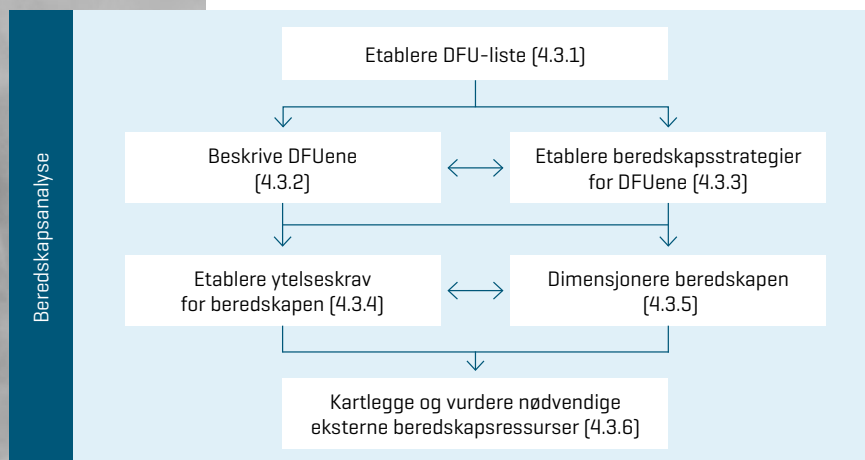 Beredskapsanalyse
Etablere DFU-liste (4.3.1)
Beskrive DFUene
(4.3.2)
Etablere beredskapsstrategier
for DFUene (4.3.3)
Etablere ytelseskrav
for beredskapen (4.3.4)
Dimensjonere beredskapen
(4.3.5)
Kartlegge og vurdere nødvendige
eksterne beredskapsressurser (4.3.6)